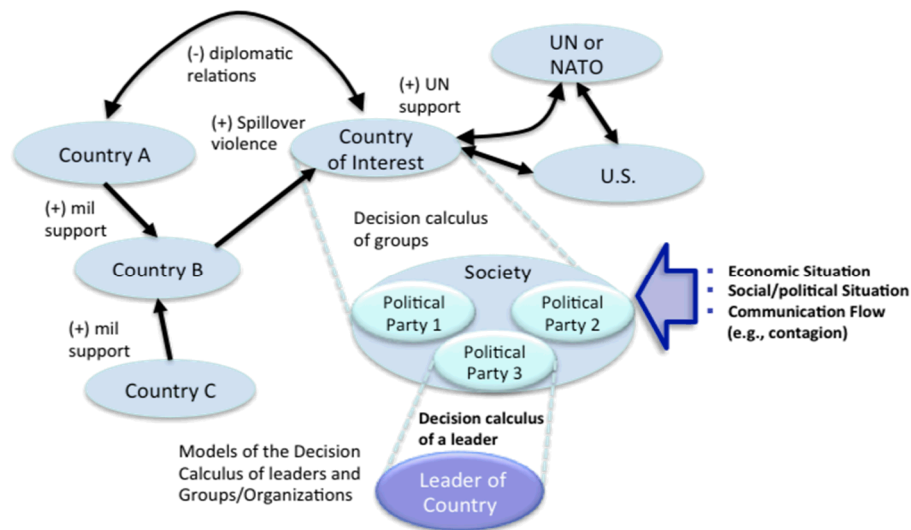 (-) diplomatic
relations
(+) UN
support
UN or
NATO
(+) Spillover
violence
Country
of Interest
Country A
U.S.
(+) mil
support
Decision calculus
of groups
Country B
Society
Political
Party 1
Political
Party 2
Political
Party 3
▪ Economic Situation
▪ Social/political Situation
▪ Communication Flow
(e.g., contagion)
(+) mil
support
Country C
Decision calculus
of a leader
Models of the Decision
Calculus of leaders and
Groups/Organizations
Leader of
Country